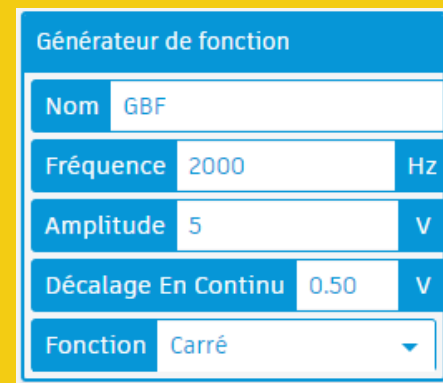 Générateur de fonction
Nom GBF
Fréquence 2000 Hz
Amplitude 5 V
Décalage En Continu 0.50 V
Fonction Carré